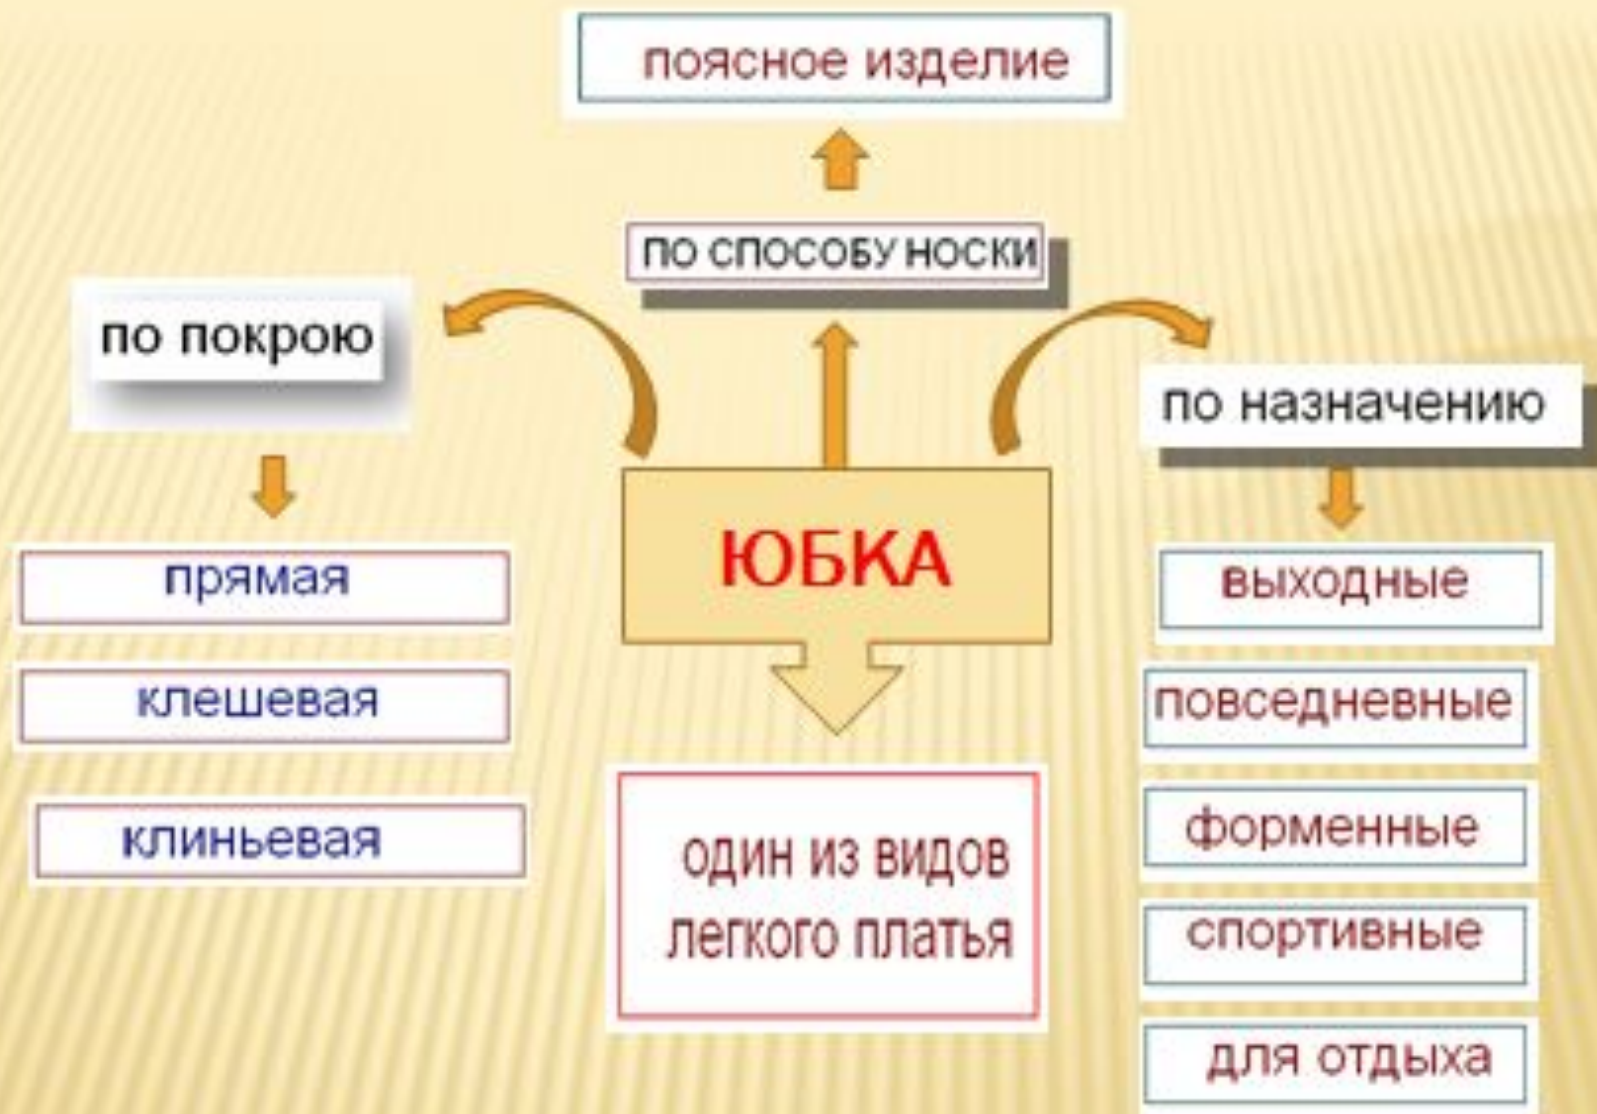 поясное изделие
ПО СПОСОБУ НОСКИ
по покрою
по назначению
ЮБКА
прямая
клешевая
клиньевая
один из видов
легкого платья
выходные
повседневные
форменные
спортивные
для отдыха